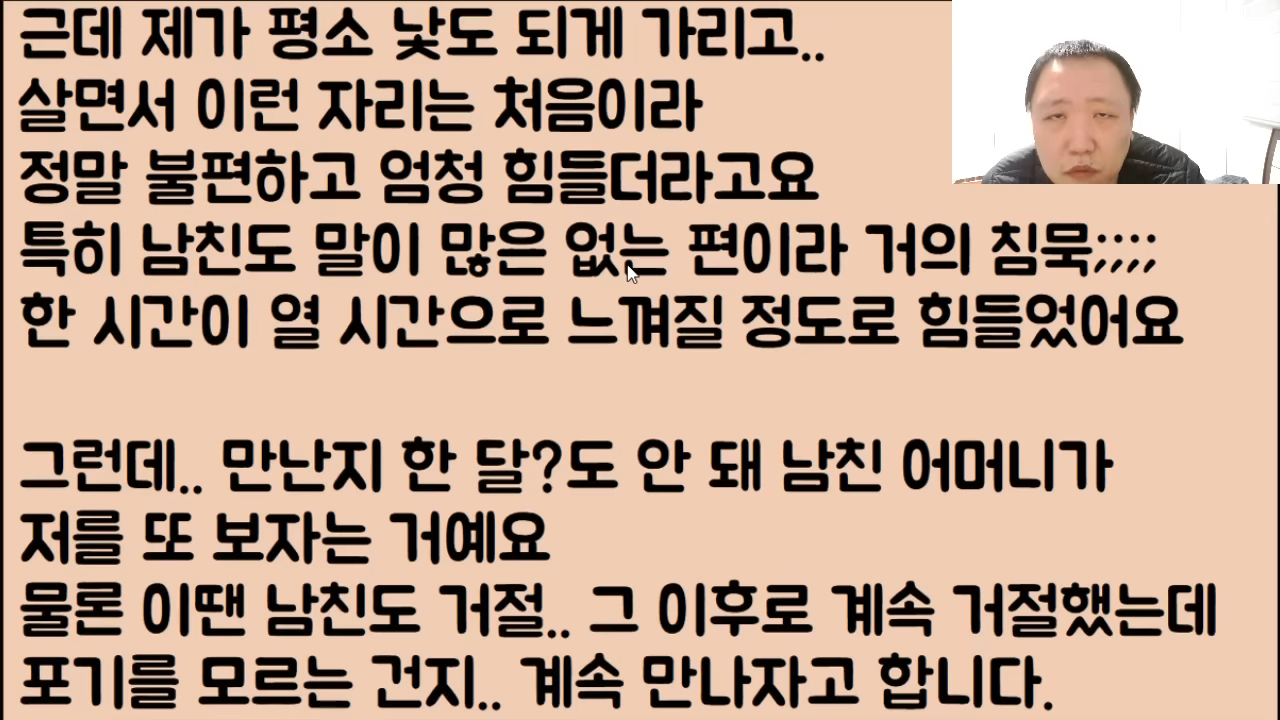 근데 제가 평소 낯도 되게 가리고..
살면서 이런 자리는 처음이라
정말 불편하고 엄청 힘들더라고요
특히 남친도 말이 많은 없는 편이라 거의 침묵;;;;
한 시간이 열 시간으로 느껴질 정도로 힘들었어요
그런데.. 만난지 한 달?도 안 돼 남친 어머니가
저를 또 보자는 거예요
물론 이땐 남친도 거절.. 그 이후로 계속 거절했는데
포기를 모르는 건지.. 계속 만나자고 합니다.